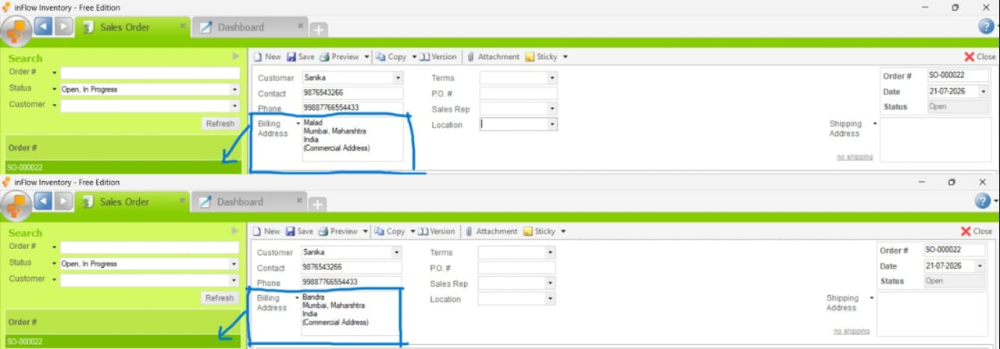 inFlow Inventory - Free Edition
Sales Order
Dashboard
?
Search
New Save Preview Copy Version Attachment Sticky Close
Order #
Status Open, In Progress
Customer
Refresh
Order #
SO-000022
Customer Sanika
Contact 9876543266
Phone 99887766554433
Billing Address Malad
Mumbai, Maharshtra
India
(Commercial Address)
Terms
P.O. #
Sales Rep
Location
Shipping Address
no shipping
Order # SO-000022
Date 21-07-2026
Status Open
inFlow Inventory - Free Edition
Sales Order
Dashboard
?
Search
New Save Preview Copy Version Attachment Sticky Close
Order #
Status Open, In Progress
Customer
Refresh
Order #
SO-000022
Customer Sanika
Contact 9876543266
Phone 99887766554433
Billing Address Bandra
Mumbai, Maharshtra
India
(Commercial Address)
Terms
P.O. #
Sales Rep
Location
Shipping Address
no shipping
Order # SO-000022
Date 21-07-2026
Status Open